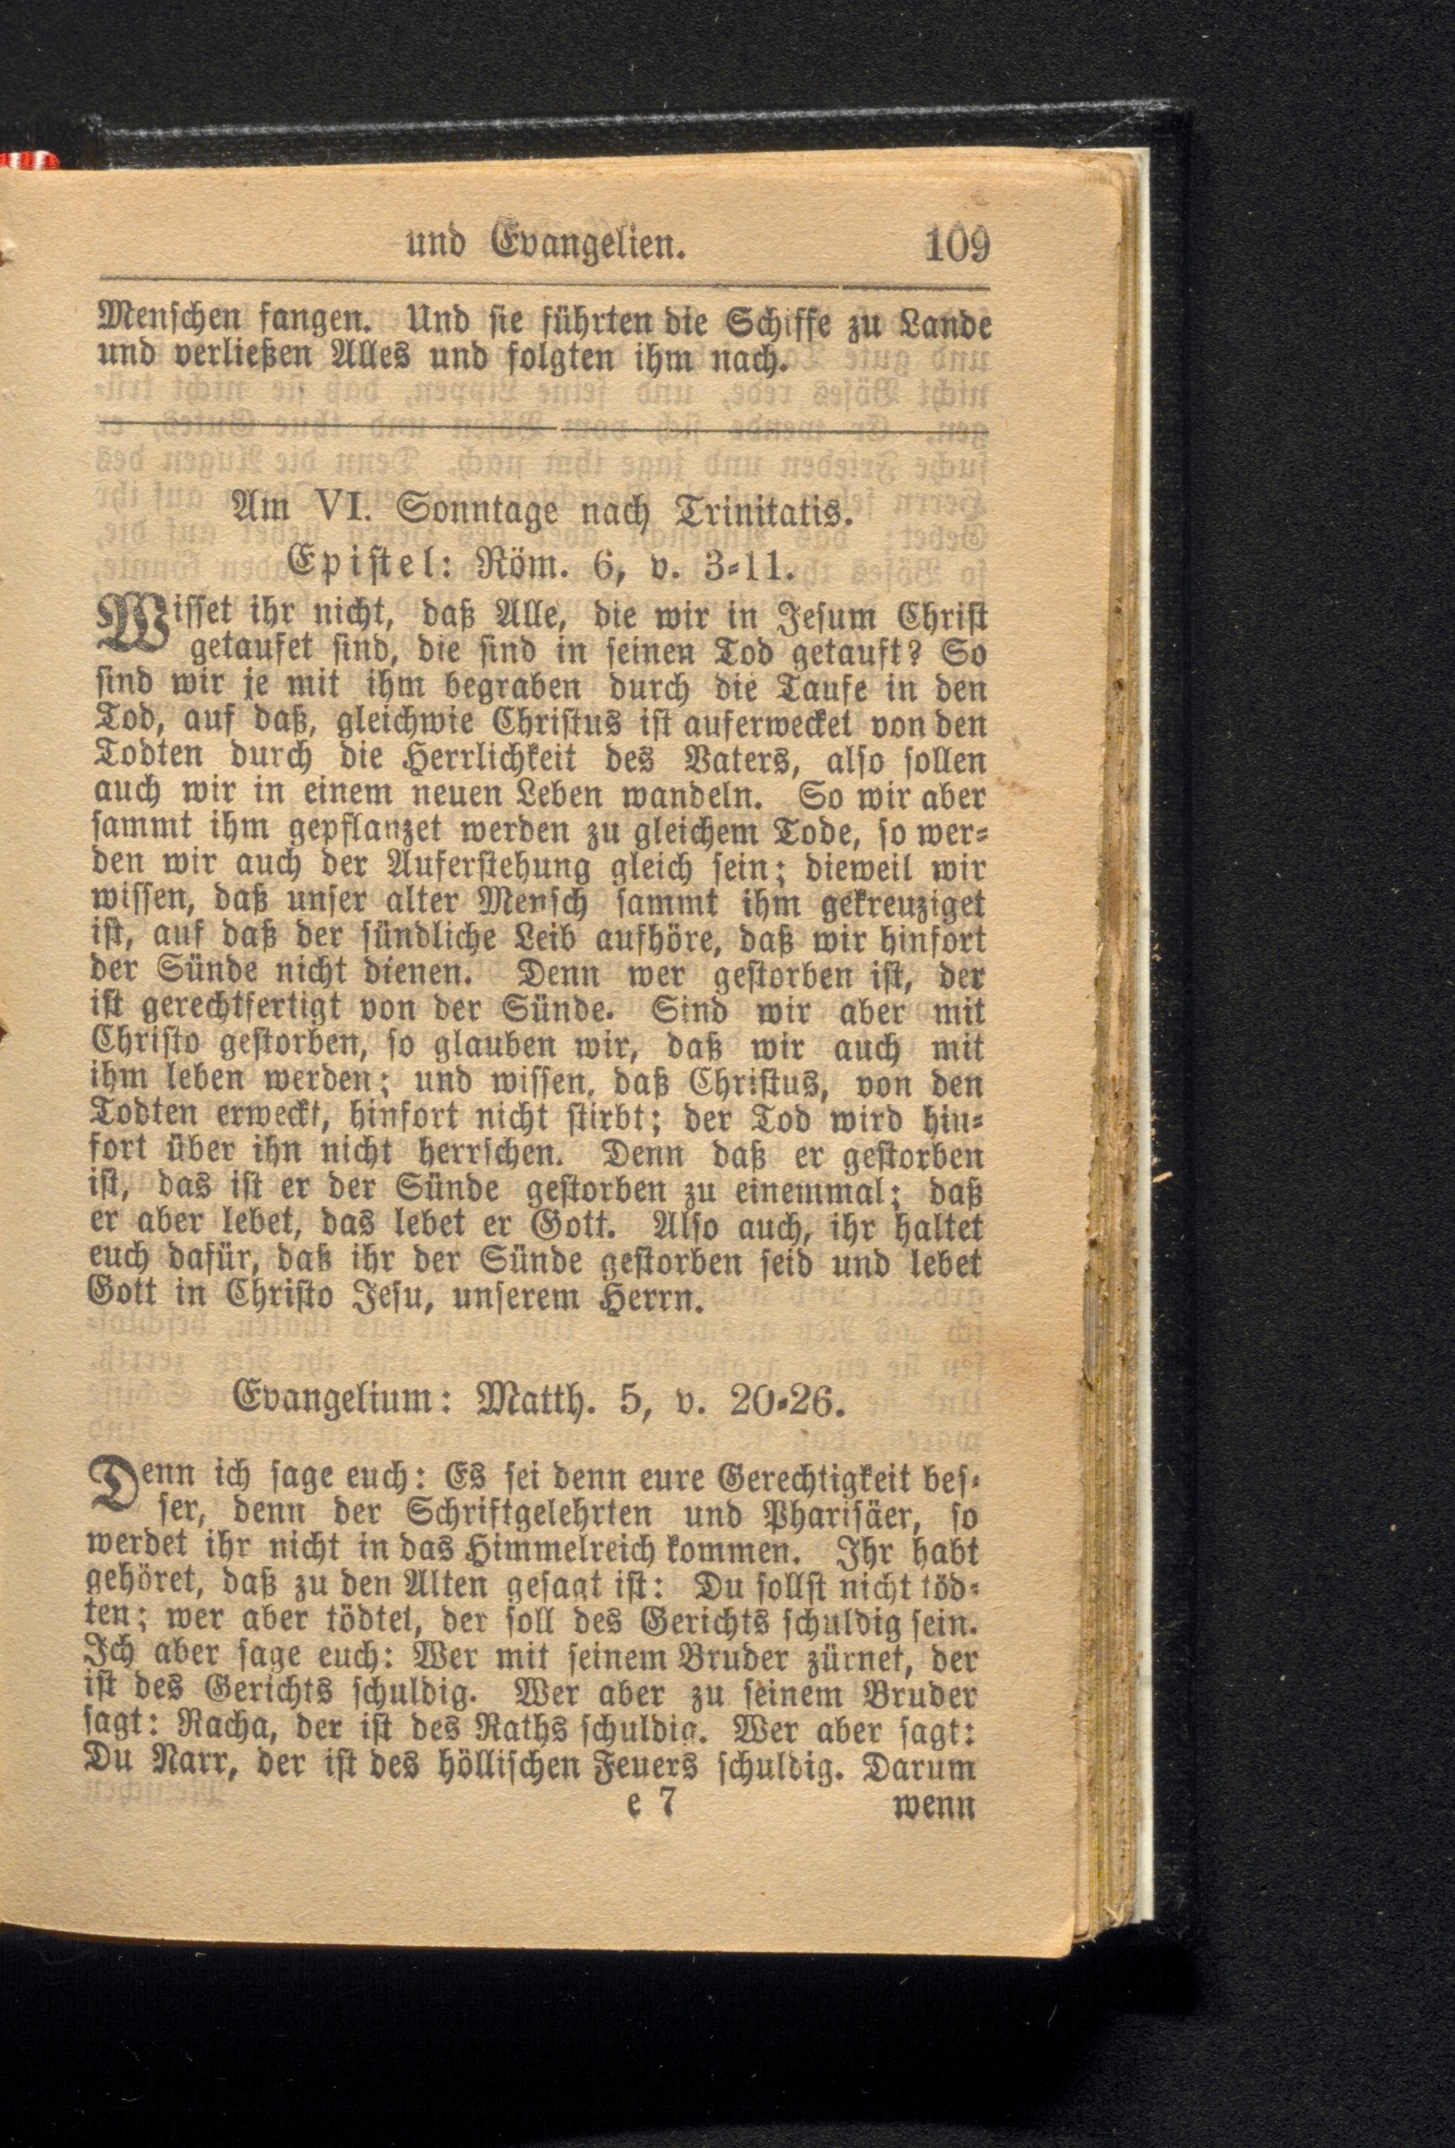 und Evangelien. 109
Menschen fangen. Und sie führten die Schiffe zu Lande
und verließen Alles und folgten ihm nach.
Am VI. Sonntage nach Trinitatis.
Epistel: Röm. 6, v. 3-11.
Wisset ihr nicht, daß Alle, die wir in Jesum Christ
getaufet sind, die sind in seinen Tod getauft? So
sind wir je mit ihm begraben durch die Taufe in den
Tod, auf daß, gleichwie Christus ist auferwecket von den
Todten durch die Herrlichkeit des Vaters, also sollen
auch wir in einem neuen Leben wandeln. So wir aber
sammt ihm gepflanzet werden zu gleichem Tode, so wer-
den wir auch der Auferstehung gleich sein; dieweil wir
wissen, daß unser alter Mensch sammt ihm gekreuziget
ist, auf daß der sündliche Leib aufhöre, daß wir hinfort
der Sünde nicht dienen. Denn wer gestorben ist, der
ist gerechtfertigt von der Sünde. Sind wir aber mit
Christo gestorben, so glauben wir, daß wir auch mit
ihm leben werden; und wissen, daß Christus, von den
Todten erweckt, hinfort nicht stirbt; der Tod wird hin-
fort über ihn nicht herrschen. Denn daß er gestorben
ist, das ist er der Sünde gestorben zu einemmal; daß
er aber lebet, das lebet er Gott. Also auch, ihr haltet
euch dafür, daß ihr der Sünde gestorben seid und lebet
Gott in Christo Jesu, unserem Herrn.
Evangelium: Matth. 5, v. 20-26.
Denn ich sage euch: Es sei denn eure Gerechtigkeit bes-
ser, denn der Schriftgelehrten und Pharisäer, so
werdet ihr nicht in das Himmelreich kommen. Ihr habt
gehöret, daß zu den Alten gesagt ist: Du sollst nicht töd-
ten; wer aber tödtet, der soll des Gerichts schuldig sein.
Ich aber sage euch: Wer mit seinem Bruder zürnet, der
ist des Gerichts schuldig. Wer aber zu seinem Bruder
sagt: Racha, der ist des Raths schuldig. Wer aber sagt:
Du Narr, der ist des höllischen Feuers schuldig. Darum
e 7 wenn